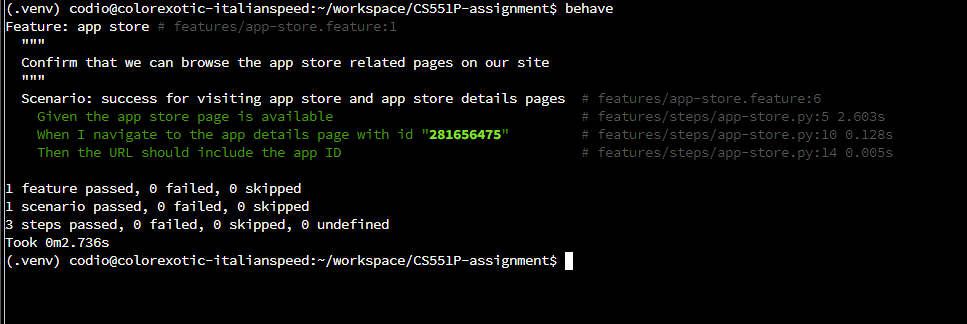 (.venv) codio@colorexotic-italianspeed:~/workspace/CS551P-assignment$ behave
Feature: app store # features/app-store.feature:1
"""
Confirm that we can browse the app store related pages on our site
"""
Scenario: success for visiting app store and app store details pages # features/app-store.feature:6
Given the app store page is available # features/steps/app-store.py:5 2.603s
When I navigate to the app details page with id "281656475" # features/steps/app-store.py:10 0.128s
Then the URL should include the app ID # features/steps/app-store.py:14 0.005s
1 feature passed, 0 failed, 0 skipped
1 scenario passed, 0 failed, 0 skipped
3 steps passed, 0 failed, 0 skipped, 0 undefined
Took 0m2.736s
(.venv) codio@colorexotic-italianspeed:~/workspace/CS551P-assignment$